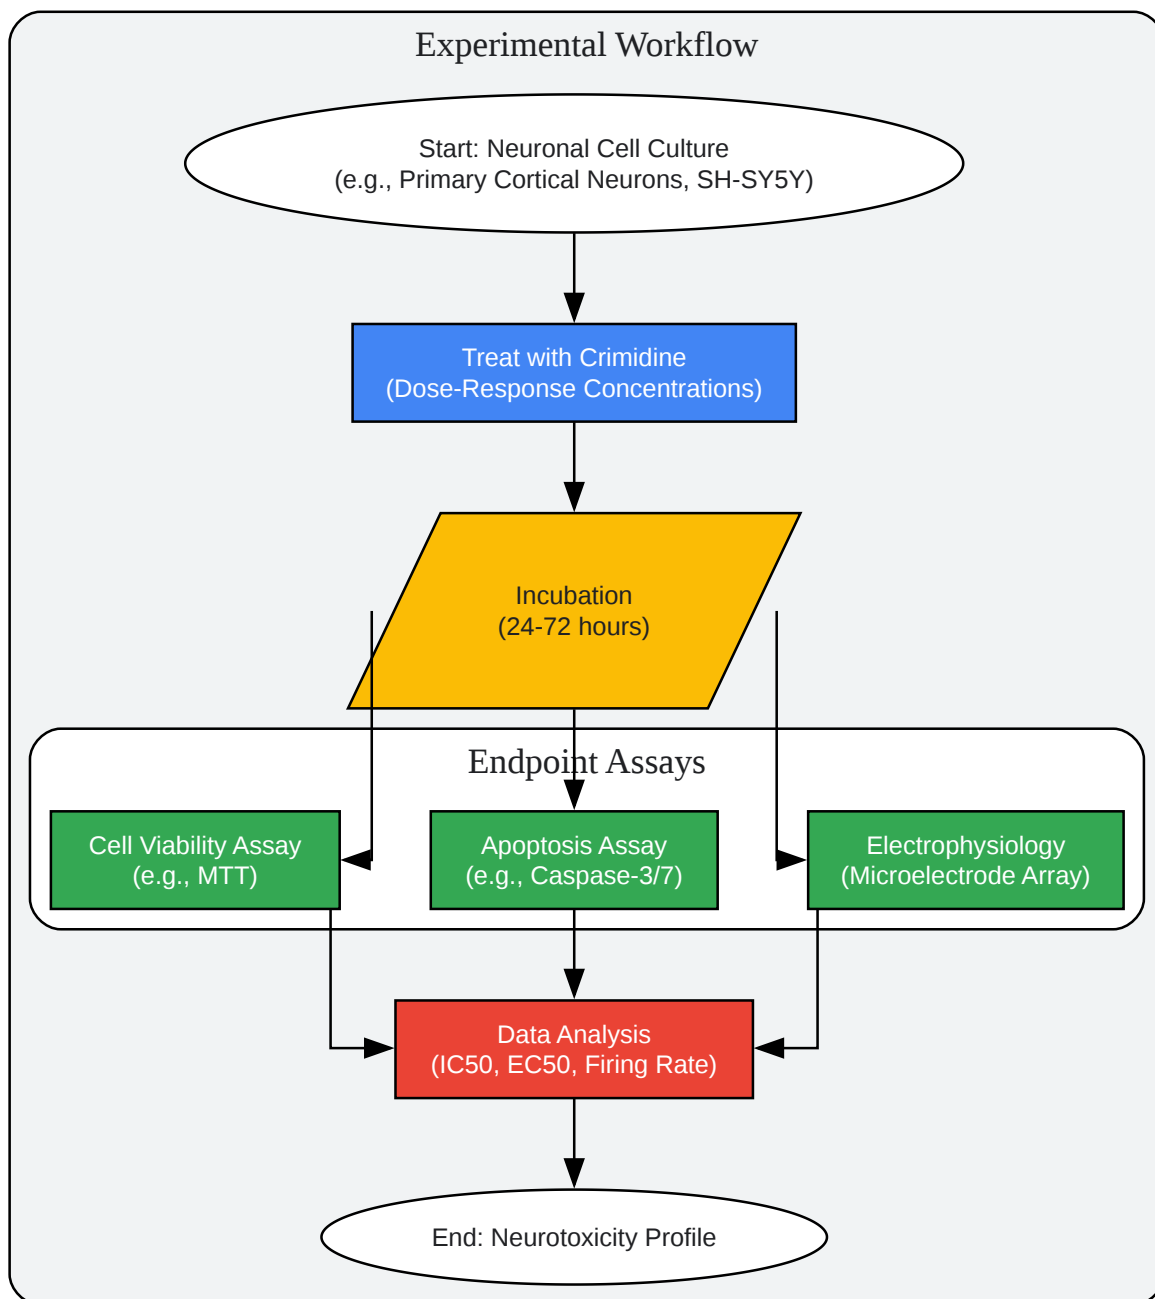 Experimental Workflow
Start: Neuronal Cell Culture
(e.g., Primary Cortical Neurons, SH-SY5Y)
Treat with Crimidine
(Dose-Response Concentrations)
Incubation
(24-72 hours)
Endpoint Assays
Cell Viability Assay
(e.g., MTT)
Apoptosis Assay
(e.g., Caspase-3/7)
Electrophysiology
(Microelectrode Array)
Data Analysis
(IC50, EC50, Firing Rate)
End: Neurotoxicity Profile